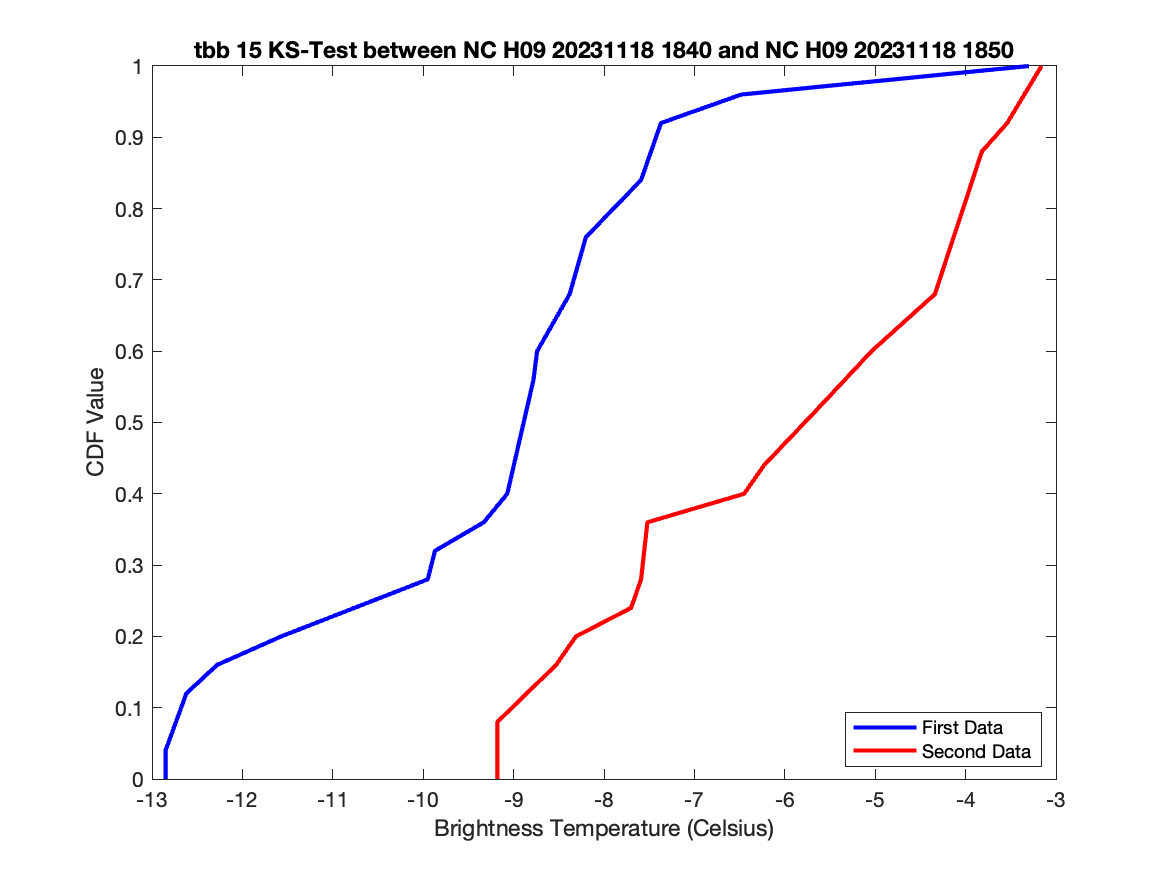 tbb 15 KS-Test between NC H09 20231118 1840 and NC H09 20231118 1850
CDF Value
1
0.9
0.8
0.7
0.6
0.5
0.4
0.3
0.2
0.1
0
-13 -12 -11 -10 -9 -8 -7 -6 -5 -4 -3
Brightness Temperature (Celsius)
First Data
Second Data